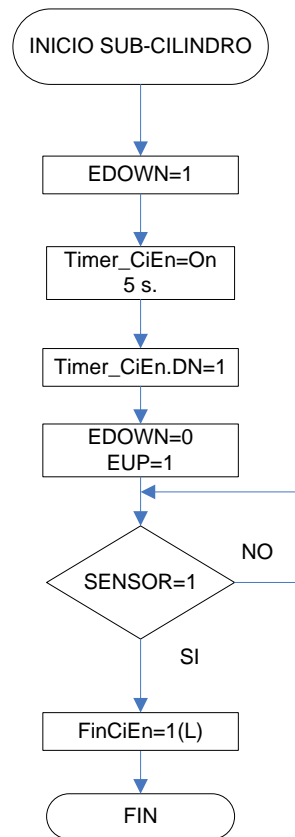 INICIO SUB-CILINDRO
EDOWN=1
Timer_CiEn=On
5 s.
Timer_CiEn.DN=1
EDOWN=0
EUP=1
NO
SENSOR=1
SI
FinCiEn=1(L)
FIN